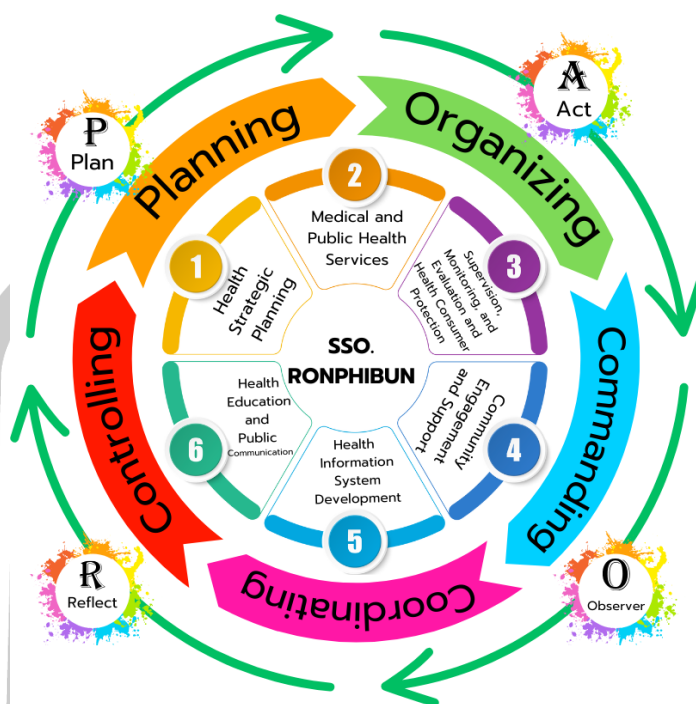 P
Plan
A
Act
O
Observer
R
Reflect
Planning
Organizing
Commanding
Coordinating
Controlling
SSO.
RONPHIBUN
1
Health
Strategic
Planning
2
Medical and
Public Health
Services
3
Supervision,
Monitoring, and
Evaluation and
Health Consumer
Protection
4
Community
Engagement
and Support
5
Health
Information
System
Development
6
Health
Education
and
Public
Communication